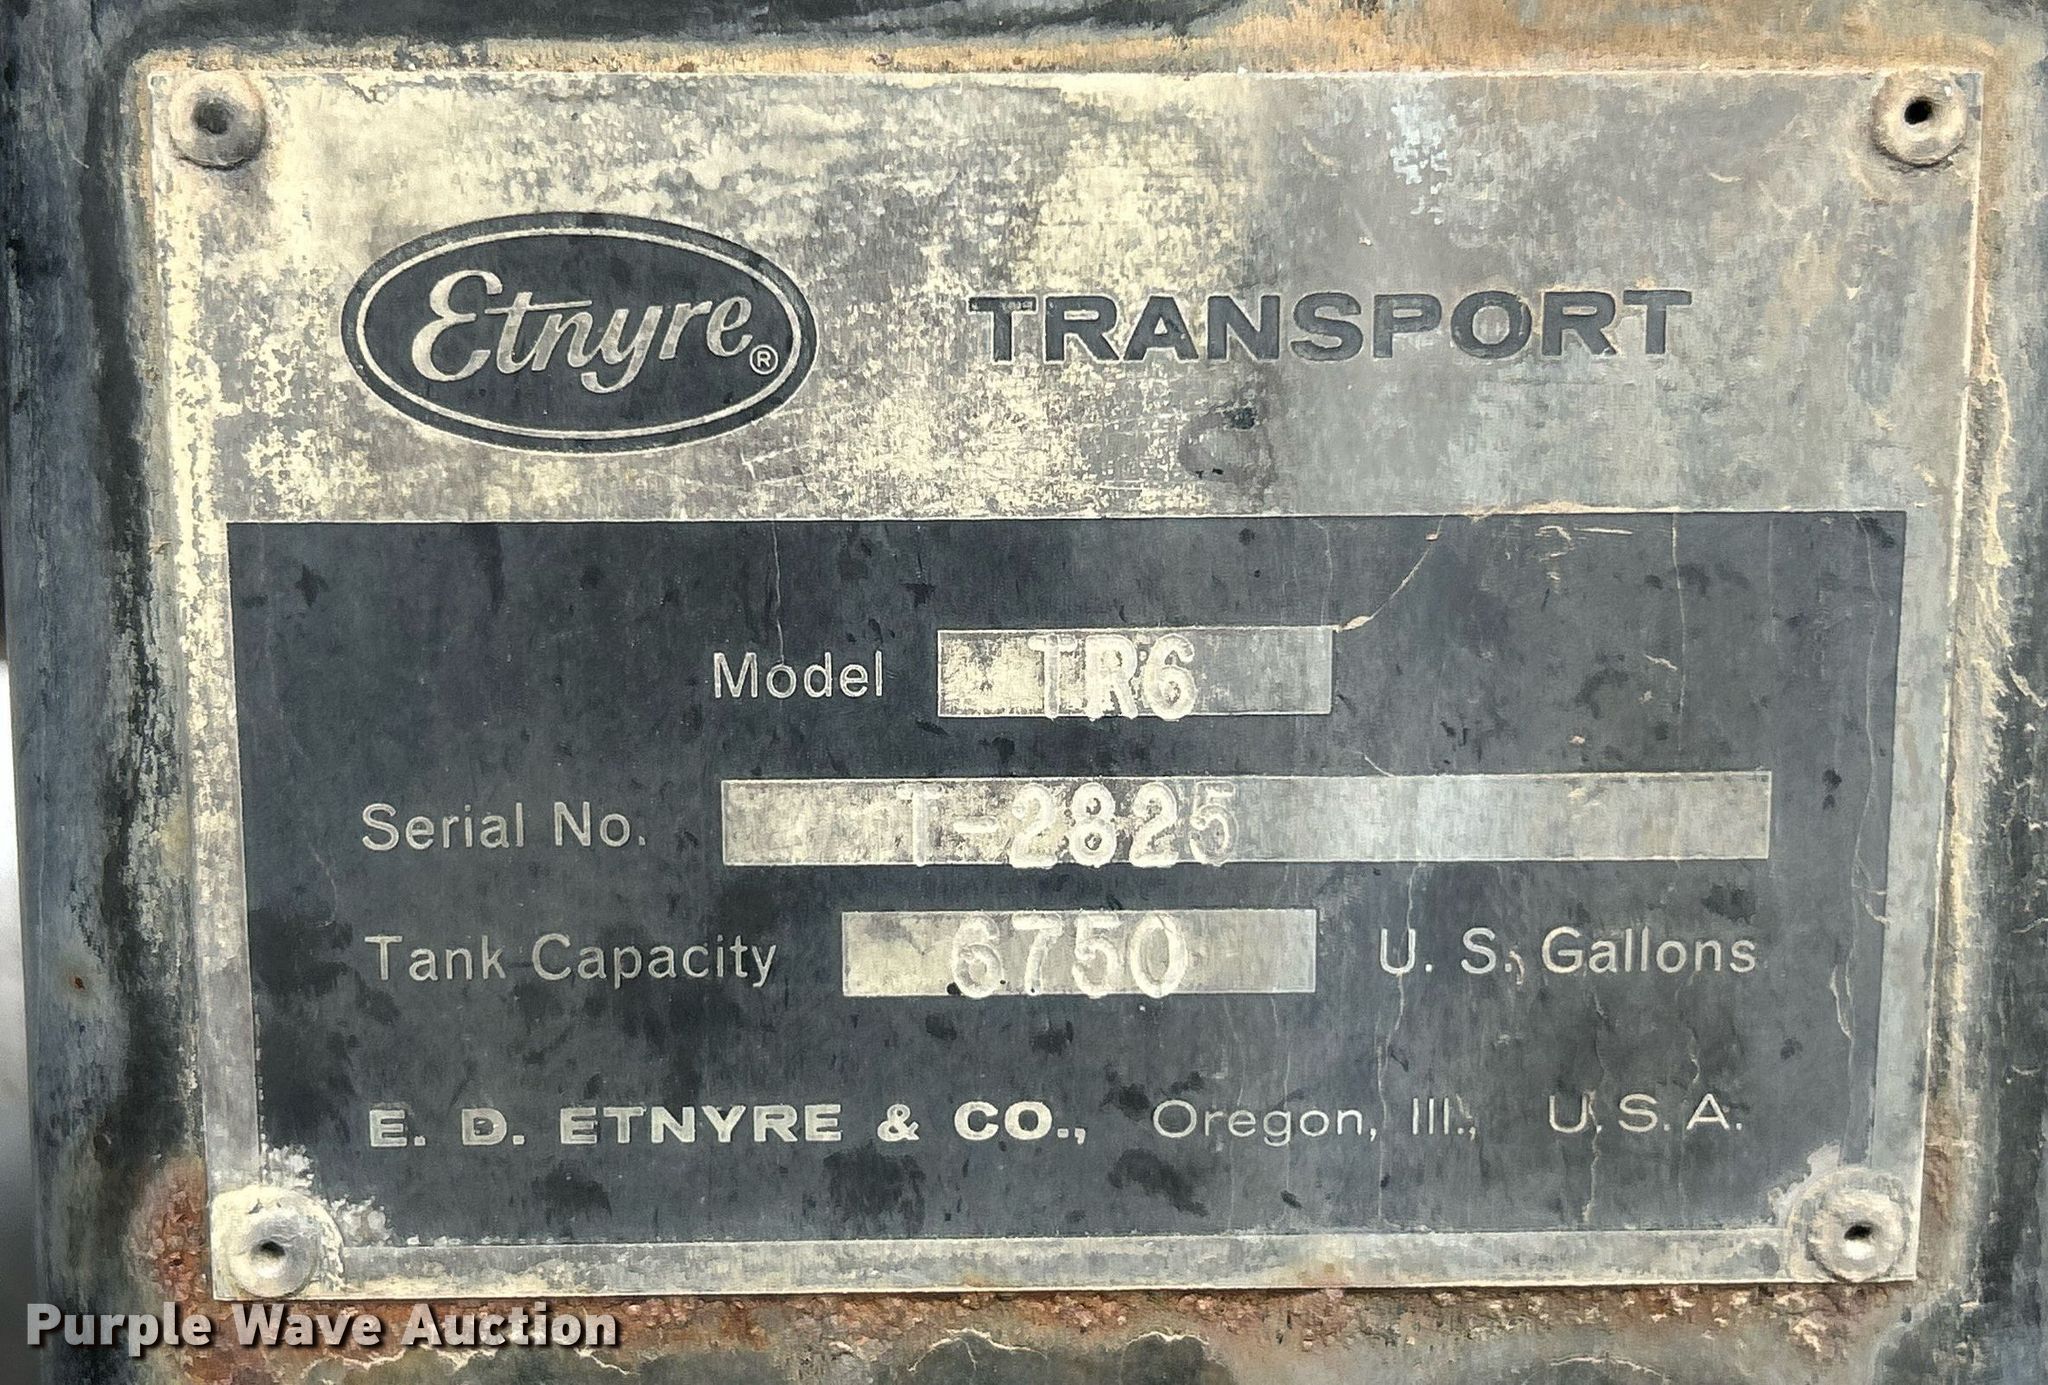 Etnyre® TRANSPORT
Model TR6
Serial No. T-2825
Tank Capacity 6750 U. S. Gallons
E. D. ETNYRE & CO., Oregon, Ill., U.S.A.
Purple Wave Auction